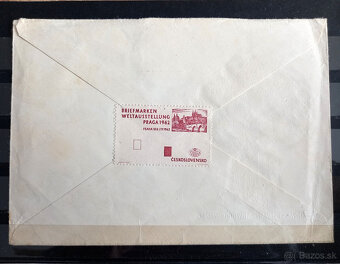 BRIEFMARKEN
WELTAUSSTELLUNG
PRAGA 1962
ČESKOSLOVENSKO
Bazos.sk